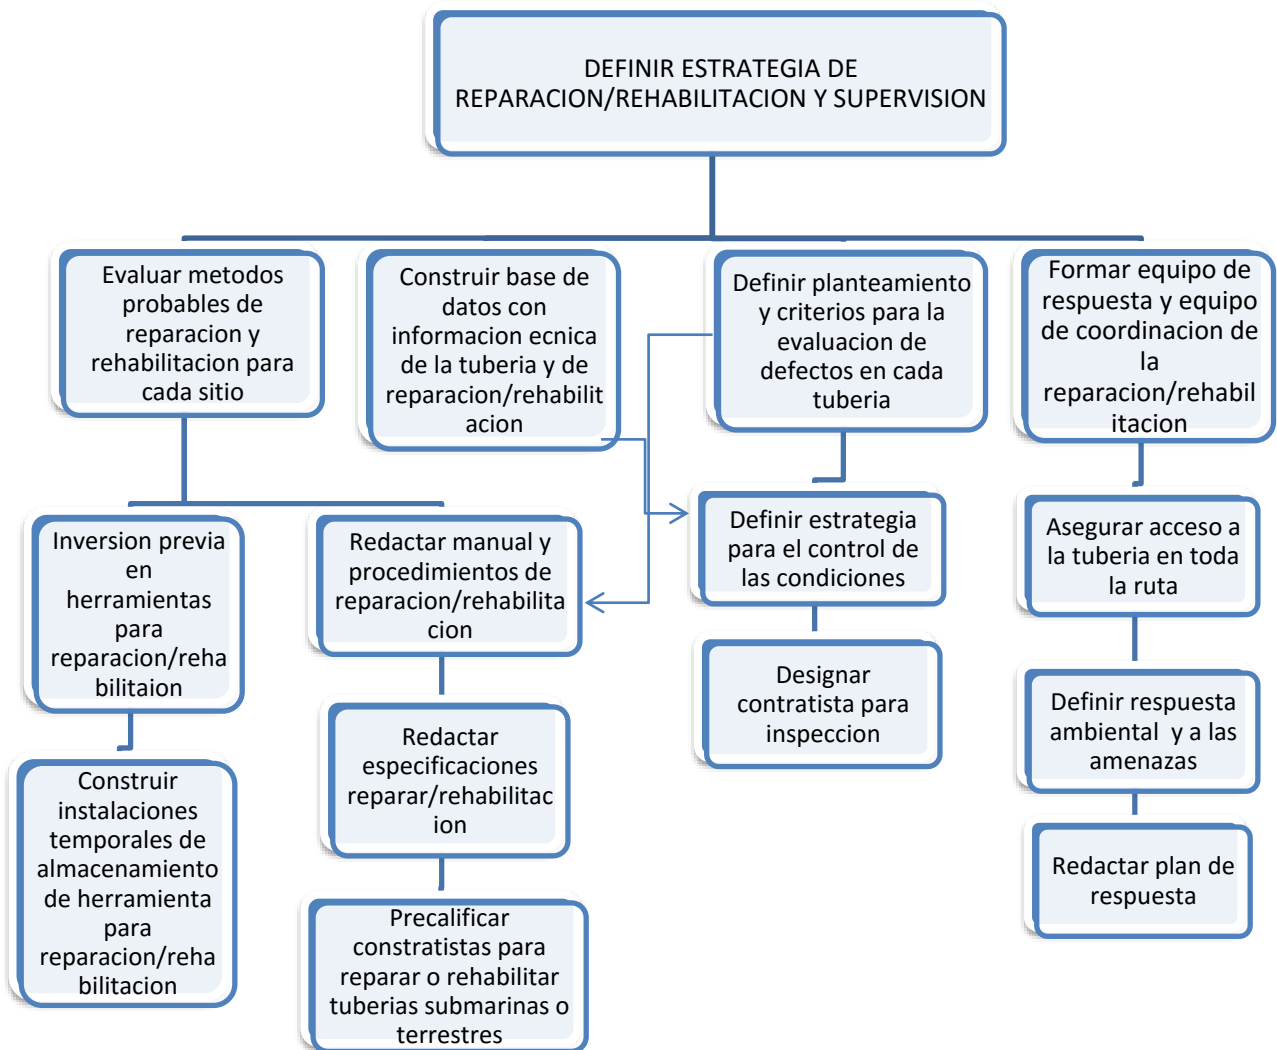 DEFINIR ESTRATEGIA DE
REPARACION/REHABILITACION Y SUPERVISION
Evaluar metodos
probables de
reparacion y
rehabilitacion para
cada sitio
Construir base de
datos con
informacion ecnica
de la tuberia y de
reparacion/rehabilit
acion
Definir planteamiento
y criterios para la
evaluacion de
defectos en cada
tuberia
Formar equipo de
respuesta y equipo
de coordinacion de
la
reparacion/rehabil
itacion
Inversion previa
en
herramientas
para
reparacion/reha
bilitaion
Redactar manual y
procedimientos de
reparacion/rehabilita
cion
Definir estrategia
para el control de
las condiciones
Asegurar acceso a
la tuberia en toda
la ruta
Construir
instalaciones
temporales de
almacenamiento
de herramienta
para
reparacion/reha
bilitacion
Redactar
especificaciones
reparar/rehabilitac
ion
Designar
contratista para
inspeccion
Definir respuesta
ambiental y a las
amenazas
Precalificar
constratistas para
reparar o rehabilitar
tuberias submarinas o
terrestres
Redactar plan de
respuesta